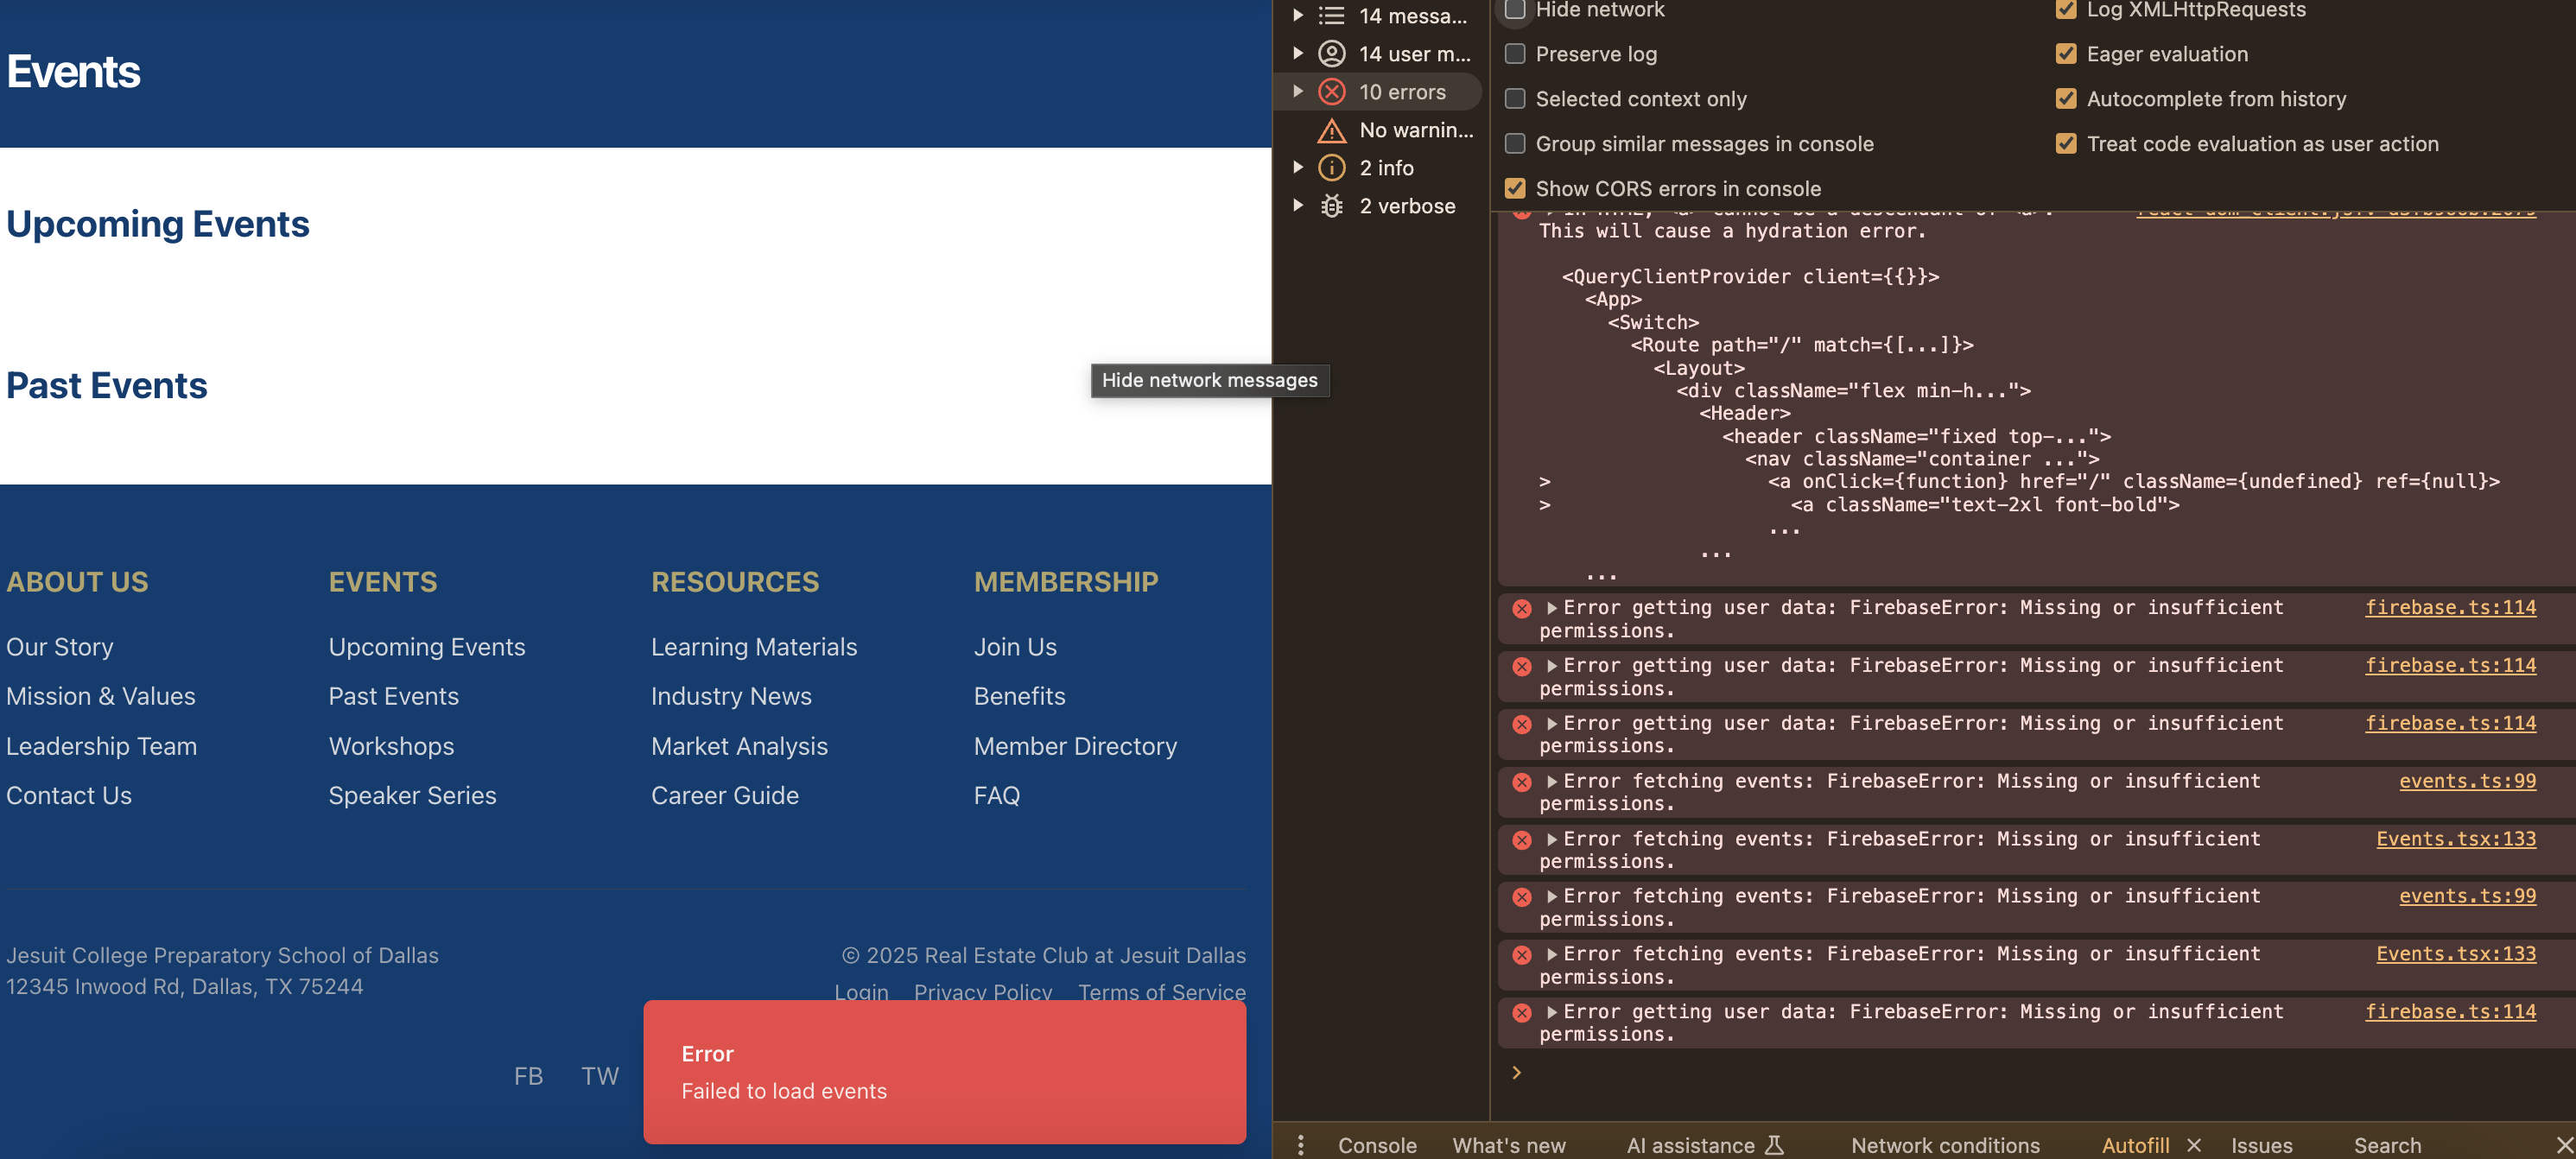 Events
Upcoming Events
Past Events
Hide network messages
ABOUT US
Our Story
Mission & Values
Leadership Team
Contact Us
EVENTS
Upcoming Events
Past Events
Workshops
Speaker Series
RESOURCES
Learning Materials
Industry News
Market Analysis
Career Guide
MEMBERSHIP
Join Us
Benefits
Member Directory
FAQ
Jesuit College Preparatory School of Dallas
12345 Inwood Rd, Dallas, TX 75244
© 2025 Real Estate Club at Jesuit Dallas
Login Privacy Policy Terms of Service
FB TW
Error
Failed to load events
14 messa...
14 user m...
10 errors
No warnin...
2 info
2 verbose
Hide network
Preserve log
Selected context only
Group similar messages in console
Show CORS errors in console
Log XMLHttpRequests
Eager evaluation
Autocomplete from history
Treat code evaluation as user action
In HTML, <a> cannot be a descendant of <a>.
This will cause a hydration error.
<QueryClientProvider client={{}}>
<App>
<Switch>
<Route path="/" match={[...]}>
<Layout>
<div className="flex min-h...">
<Header>
<header className="fixed top-...">
<nav className="container ...">
> <a onClick={function} href="/" className={undefined} ref={null}>
> <a className="text-2xl font-bold">
...
...
...
Error getting user data: FirebaseError: Missing or insufficient firebase.ts:114
permissions.
Error getting user data: FirebaseError: Missing or insufficient firebase.ts:114
permissions.
Error getting user data: FirebaseError: Missing or insufficient firebase.ts:114
permissions.
Error fetching events: FirebaseError: Missing or insufficient events.ts:99
permissions.
Error fetching events: FirebaseError: Missing or insufficient Events.tsx:133
permissions.
Error fetching events: FirebaseError: Missing or insufficient events.ts:99
permissions.
Error fetching events: FirebaseError: Missing or insufficient Events.tsx:133
permissions.
Error getting user data: FirebaseError: Missing or insufficient firebase.ts:114
permissions.
>
Console What's new AI assistance Network conditions Autofill Issues Search